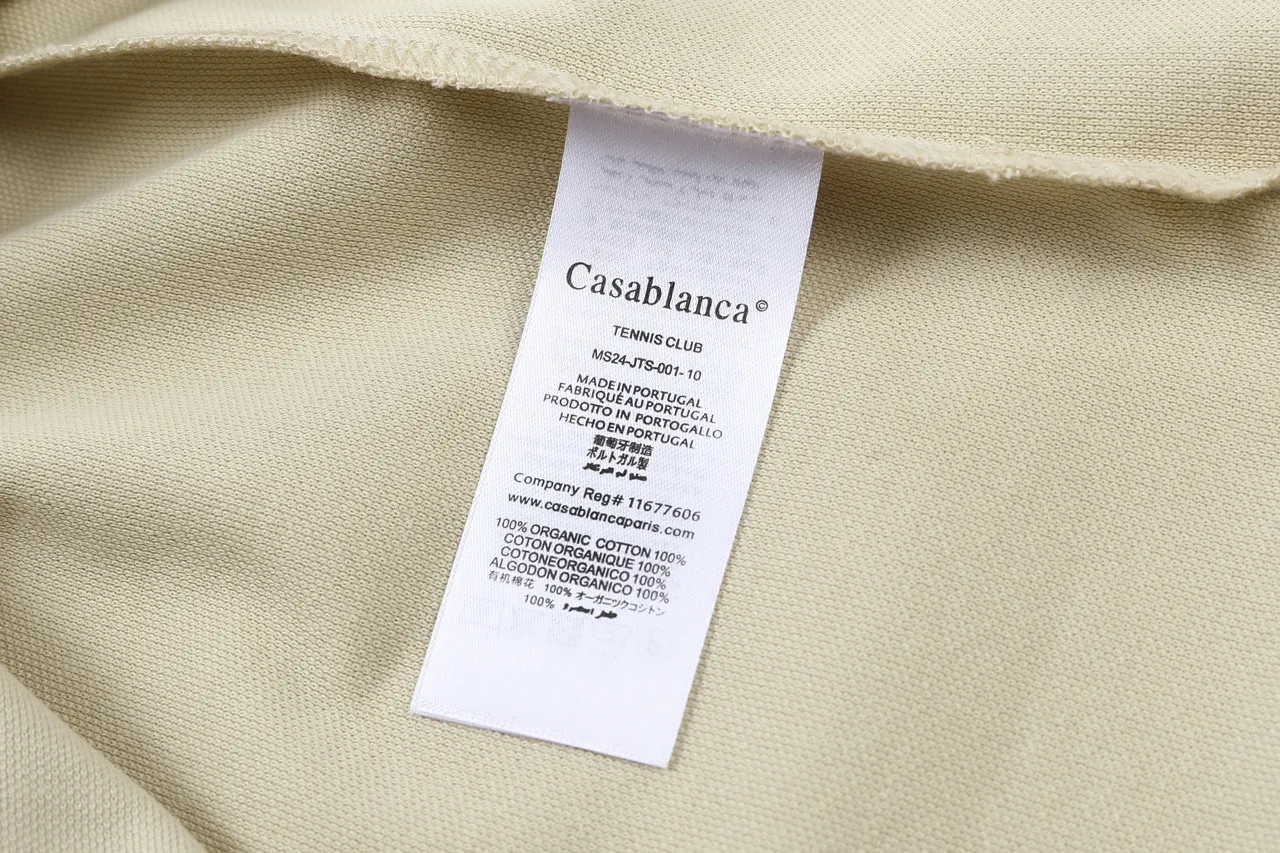 Casablanca©
TENNIS CLUB
MS24-JTS-001-10
MADE IN PORTUGAL
FABRIQUÉ AU PORTUGAL
PRODOTTO IN PORTOGALLO
HECHO EN PORTUGAL
葡萄牙制造
ポルトガル製
Company Reg# 11677606
www.casablancaparis.com
100% ORGANIC COTTON 100%
COTON ORGANIQUE 100%
COTONEORGANICO 100%
ALGODON ORGANICO 100%
有机棉花 100% オーガニックコシトン
100%